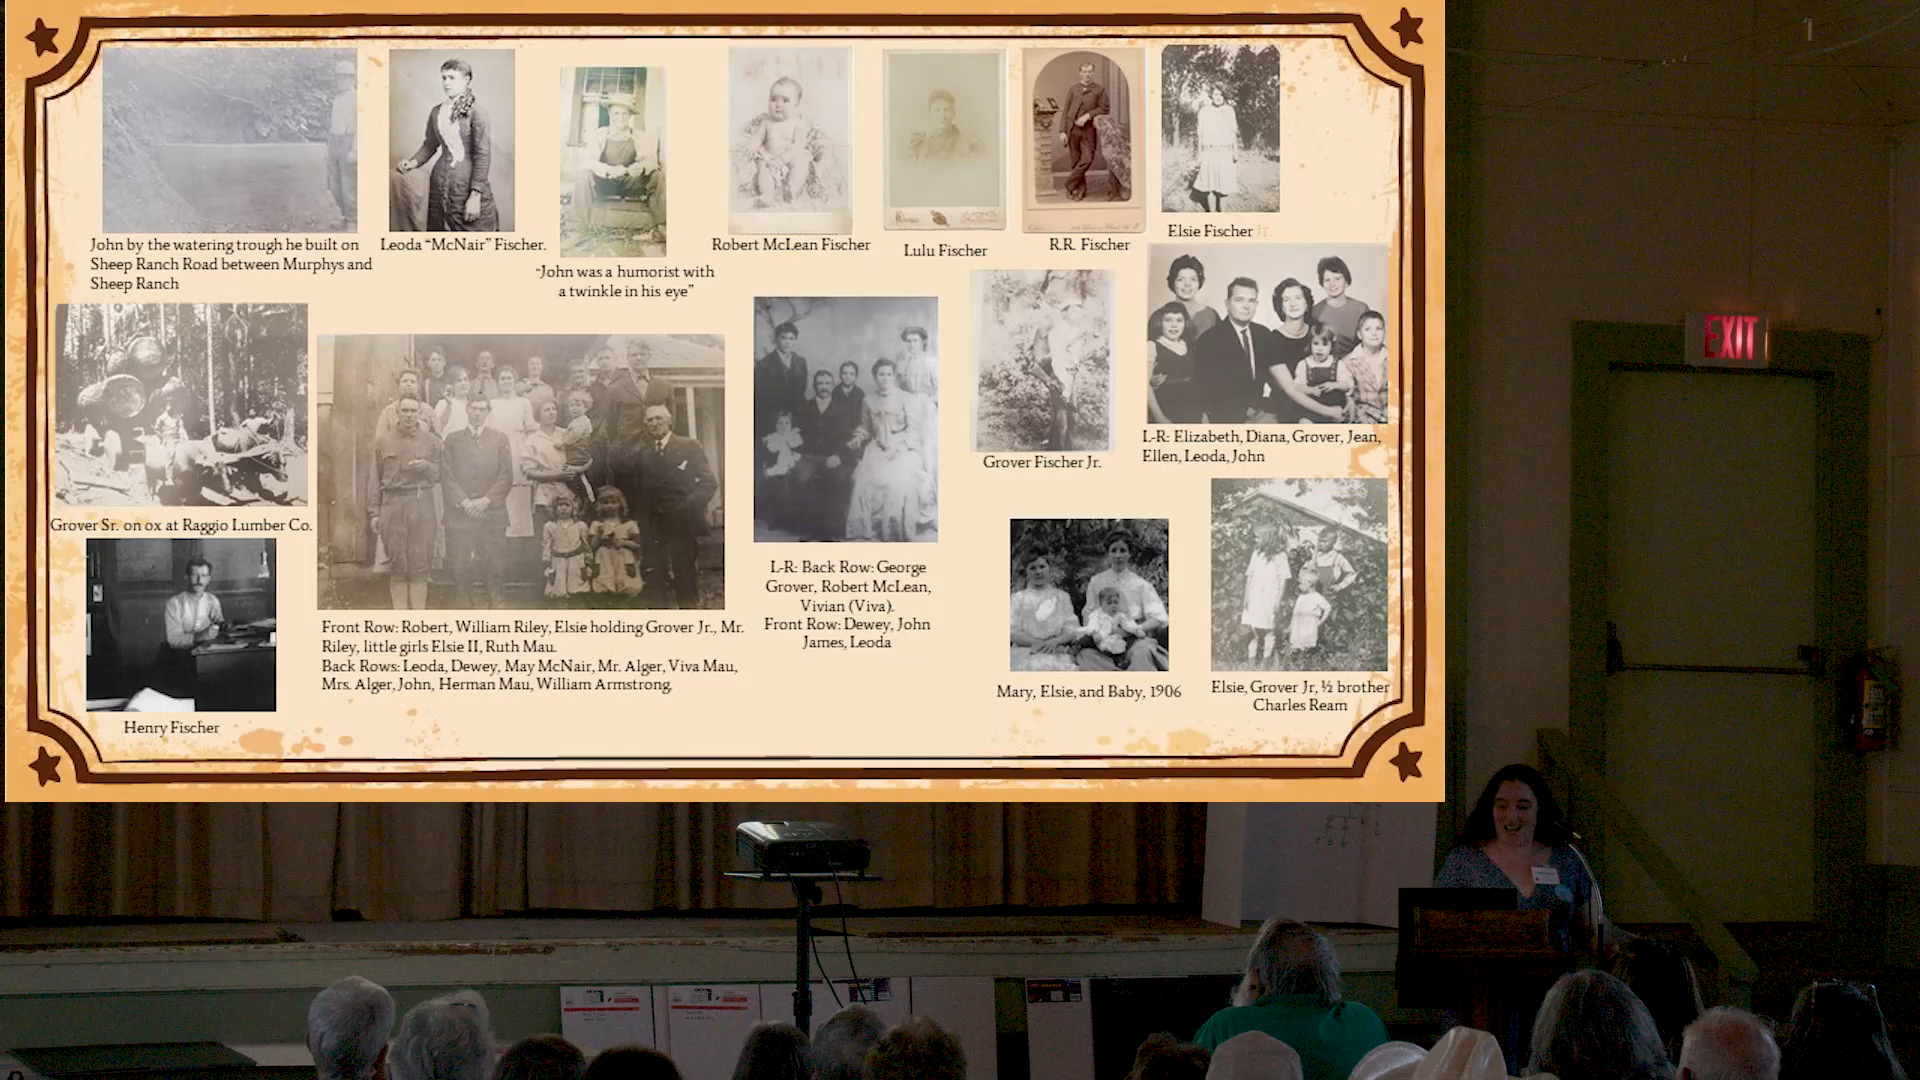 John by the watering trough he built on
Sheep Ranch Road between Murphys and
Sheep Ranch
Leoda "McNair" Fischer.
"John was a humorist with
a twinkle in his eye"
Robert McLean Fischer
Lulu Fischer
R.R. Fischer
Elsie Fischer Jr.
Grover Sr. on ox at Raggio Lumber Co.
Henry Fischer
Front Row: Robert, William Riley, Elsie holding Grover Jr., Mr.
Riley, little girls Elsie II, Ruth Mau.
Back Rows: Leoda, Dewey, May McNair, Mr. Alger, Viva Mau,
Mrs. Alger, John, Herman Mau, William Armstrong.
L-R: Back Row: George
Grover, Robert McLean,
Vivian (Viva).
Front Row: Dewey, John
James, Leoda
Grover Fischer Jr.
L-R: Elizabeth, Diana, Grover, Jean,
Ellen, Leoda, John
Mary, Elsie, and Baby, 1906
Elsie, Grover Jr, ½ brother
Charles Ream
EXIT